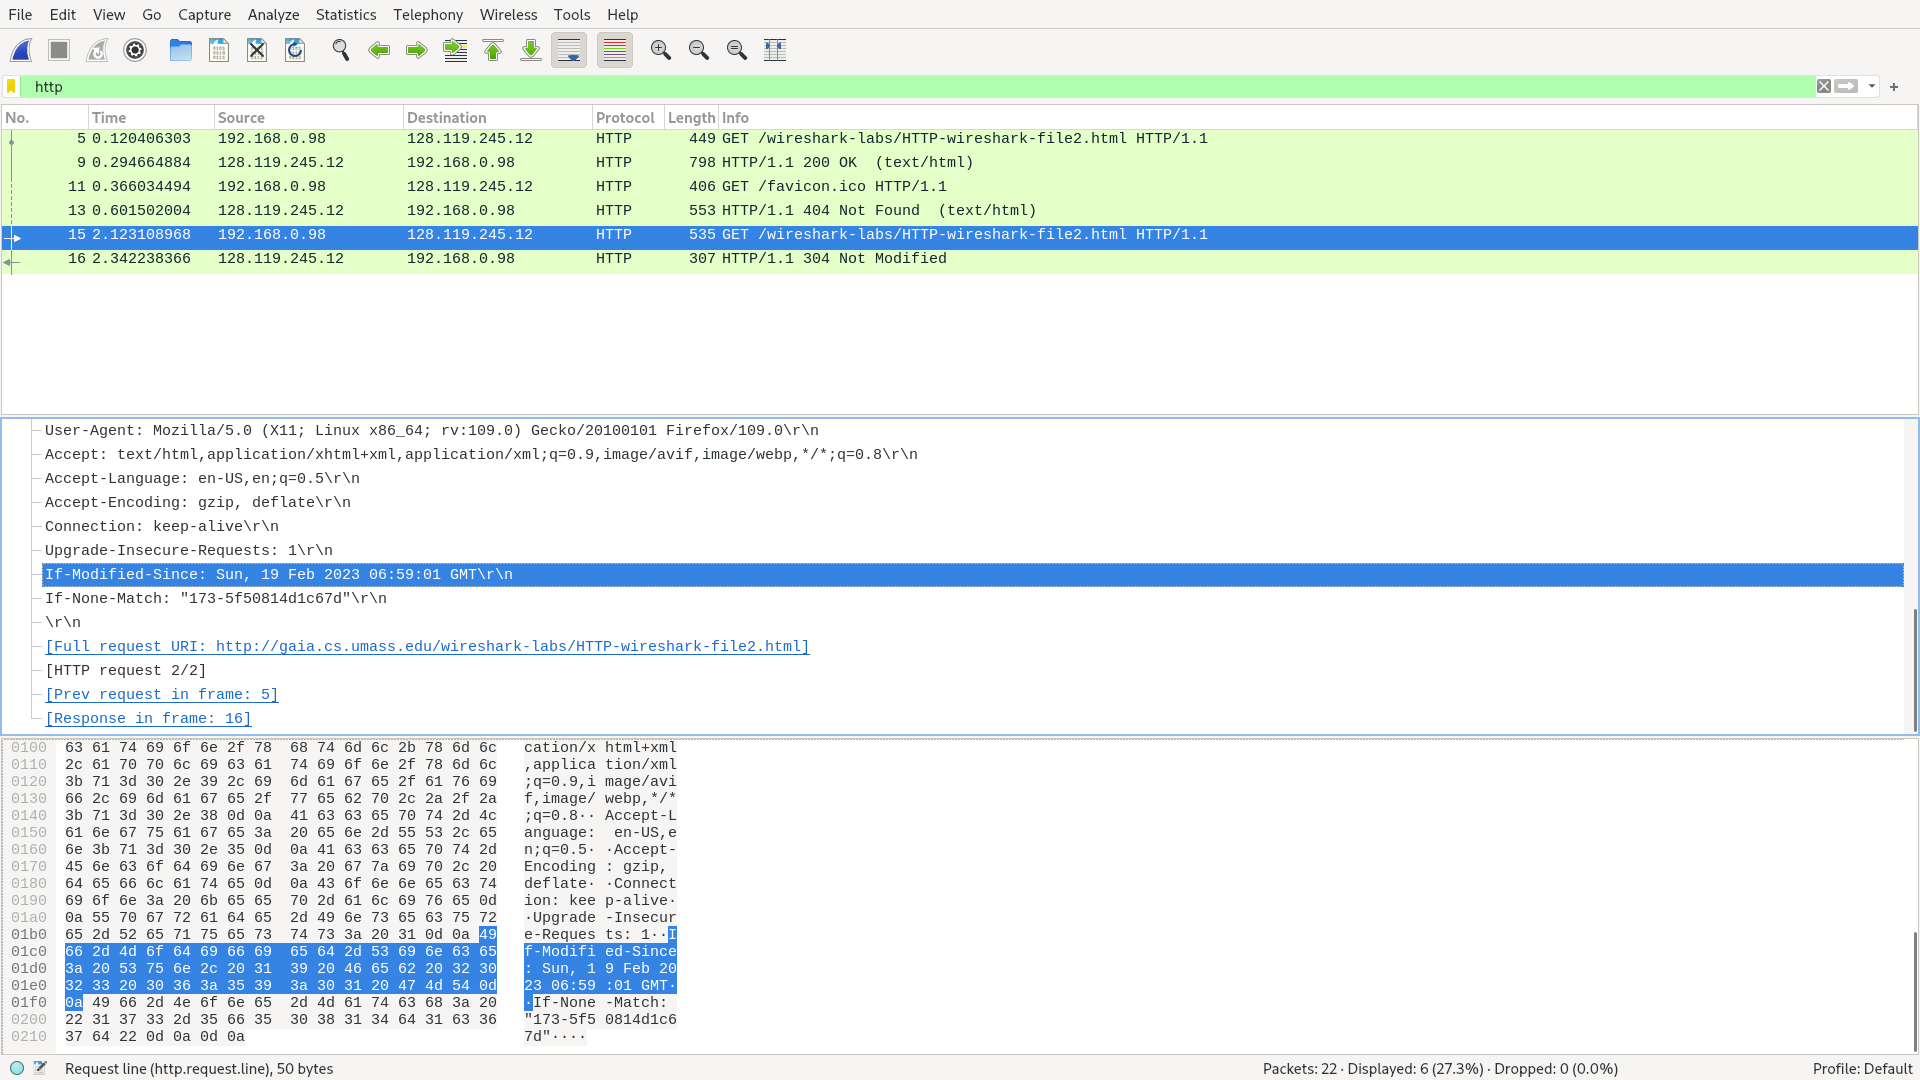 File Edit View Go Capture Analyze Statistics Telephony Wireless Tools Help
http
No. Time Source Destination Protocol Length Info
5 0.120406303 192.168.0.98 128.119.245.12 HTTP 449 GET /wireshark-labs/HTTP-wireshark-file2.html HTTP/1.1
9 0.294664884 128.119.245.12 192.168.0.98 HTTP 798 HTTP/1.1 200 OK (text/html)
11 0.366034494 192.168.0.98 128.119.245.12 HTTP 406 GET /favicon.ico HTTP/1.1
13 0.601502004 128.119.245.12 192.168.0.98 HTTP 553 HTTP/1.1 404 Not Found (text/html)
15 2.123108968 192.168.0.98 128.119.245.12 HTTP 535 GET /wireshark-labs/HTTP-wireshark-file2.html HTTP/1.1
16 2.342238366 128.119.245.12 192.168.0.98 HTTP 307 HTTP/1.1 304 Not Modified
User-Agent: Mozilla/5.0 (X11; Linux x86_64; rv:109.0) Gecko/20100101 Firefox/109.0\r\n
Accept: text/html,application/xhtml+xml,application/xml;q=0.9,image/avif,image/webp,*/*;q=0.8\r\n
Accept-Language: en-US,en;q=0.5\r\n
Accept-Encoding: gzip, deflate\r\n
Connection: keep-alive\r\n
Upgrade-Insecure-Requests: 1\r\n
If-Modified-Since: Sun, 19 Feb 2023 06:59:01 GMT\r\n
If-None-Match: "173-5f50814d1c67d"\r\n
\r\n
[Full request URI: http://gaia.cs.umass.edu/wireshark-labs/HTTP-wireshark-file2.html]
[HTTP request 2/2]
[Prev request in frame: 5]
[Response in frame: 16]
0100 63 61 74 69 6f 6e 2f 78 68 74 6d 6c 2b 78 6d 6c cation/x html+xml
0110 2c 61 70 70 6c 69 63 61 74 69 6f 6e 2f 78 6d 6c ,applica tion/xml
0120 3b 71 3d 30 2e 39 2c 69 6d 61 67 65 2f 61 76 69 ;q=0.9,i mage/avi
0130 66 2c 69 6d 61 67 65 2f 77 65 62 70 2c 2a 2f 2a f,image/ webp,*/*
0140 3b 71 3d 30 2e 38 0d 0a 41 63 63 65 70 74 2d 4c ;q=0.8·· Accept-L
0150 61 6e 67 75 61 67 65 3a 20 65 6e 2d 55 53 2c 65 anguage: en-US,e
0160 6e 3b 71 3d 30 2e 35 0d 0a 41 63 63 65 70 74 2d n;q=0.5· ·Accept-
0170 45 6e 63 6f 64 69 6e 67 3a 20 67 7a 69 70 2c 20 Encoding : gzip,
0180 64 65 66 6c 61 74 65 0d 0a 43 6f 6e 6e 65 63 74 deflate· ·Connect
0190 69 6f 6e 3a 20 6b 65 65 70 2d 61 6c 69 76 65 0d ion: kee p-alive·
01a0 0a 55 70 67 72 61 64 65 2d 49 6e 73 65 63 75 72 ·Upgrade -Insecur
01b0 65 2d 52 65 71 75 65 73 74 73 3a 20 31 0d 0a 49 e-Reques ts: 1··I
01c0 66 2d 4d 6f 64 69 66 69 65 64 2d 53 69 6e 63 65 f-Modifi ed-Since
01d0 3a 20 53 75 6e 2c 20 31 39 20 46 65 62 20 32 30 : Sun, 1 9 Feb 20
01e0 32 33 20 30 36 3a 35 39 3a 30 31 20 47 4d 54 0d 23 06:59 :01 GMT·
01f0 0a 49 66 2d 4e 6f 6e 65 2d 4d 61 74 63 68 3a 20 ·If-None -Match:
0200 22 31 37 33 2d 35 66 35 30 38 31 34 64 31 63 36 "173-5f5 0814d1c6
0210 37 64 22 0d 0a 0d 0a 7d"····
Request line (http.request.line), 50 bytes Packets: 22 · Displayed: 6 (27.3%) · Dropped: 0 (0.0%) Profile: Default